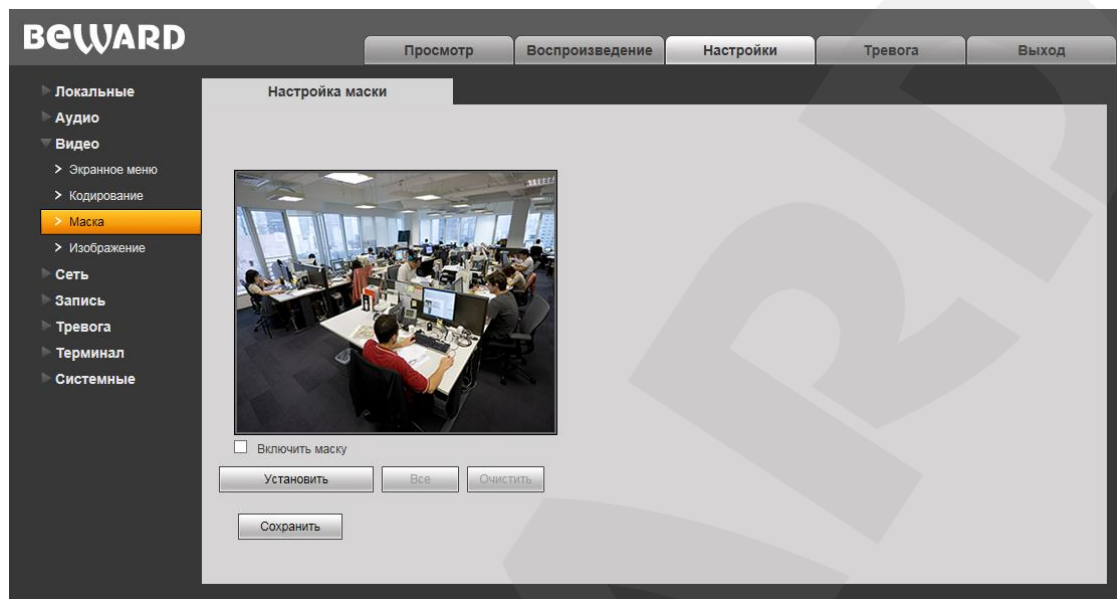 BEWARD
Просмотр Воспроизведение Настройки Тревога Выход
Локальные
Аудио
Видео
> Экранное меню
> Кодирование
> Маска
> Изображение
Сеть
Запись
Тревога
Терминал
Системные
Настройка маски
Включить маску
Установить Все Очистить
Сохранить